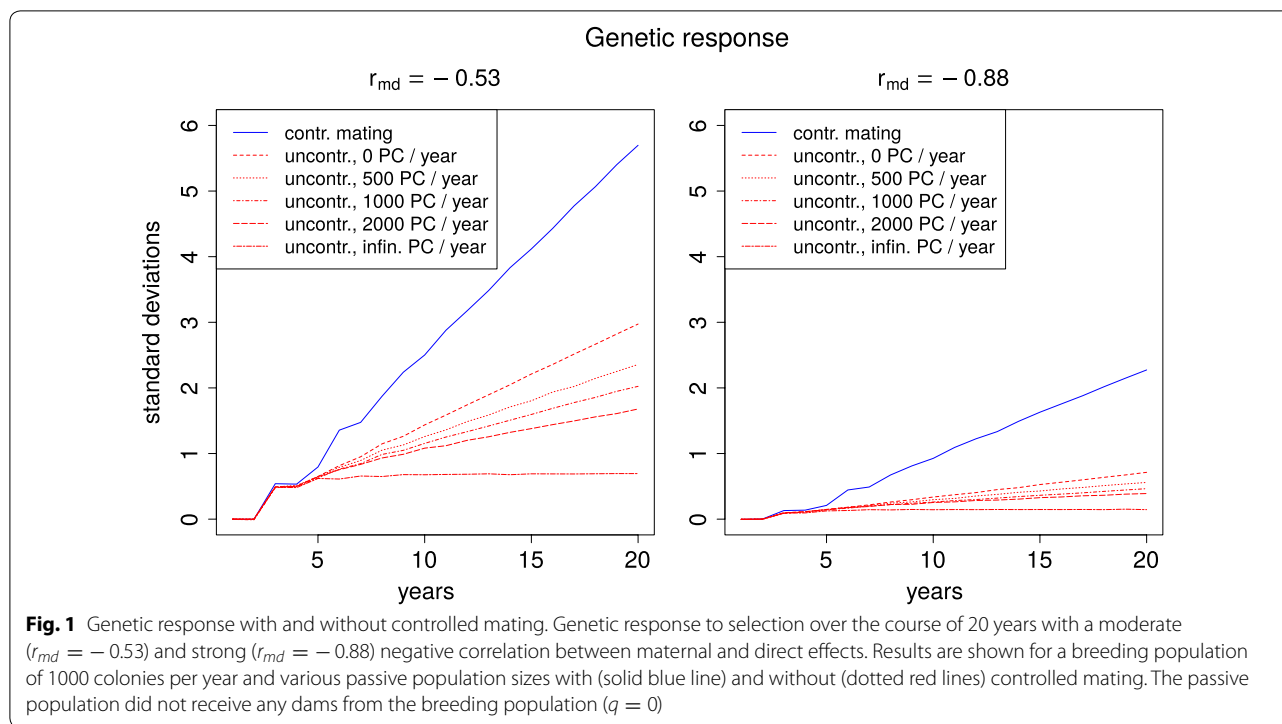 Genetic response
r_md = − 0.53
6
5
4
3
2
1
0
standard deviations
contr. mating
uncontr., 0 PC / year
uncontr., 500 PC / year
uncontr., 1000 PC / year
uncontr., 2000 PC / year
uncontr., infin. PC / year
5 10 15 20
years
r_md = − 0.88
6
5
4
3
2
1
0
contr. mating
uncontr., 0 PC / year
uncontr., 500 PC / year
uncontr., 1000 PC / year
uncontr., 2000 PC / year
uncontr., infin. PC / year
5 10 15 20
years
Fig. 1 Genetic response with and without controlled mating. Genetic response to selection over the course of 20 years with a moderate
(r_md = − 0.53) and strong (r_md = − 0.88) negative correlation between maternal and direct effects. Results are shown for a breeding population
of 1000 colonies per year and various passive population sizes with (solid blue line) and without (dotted red lines) controlled mating. The passive
population did not receive any dams from the breeding population (q = 0)